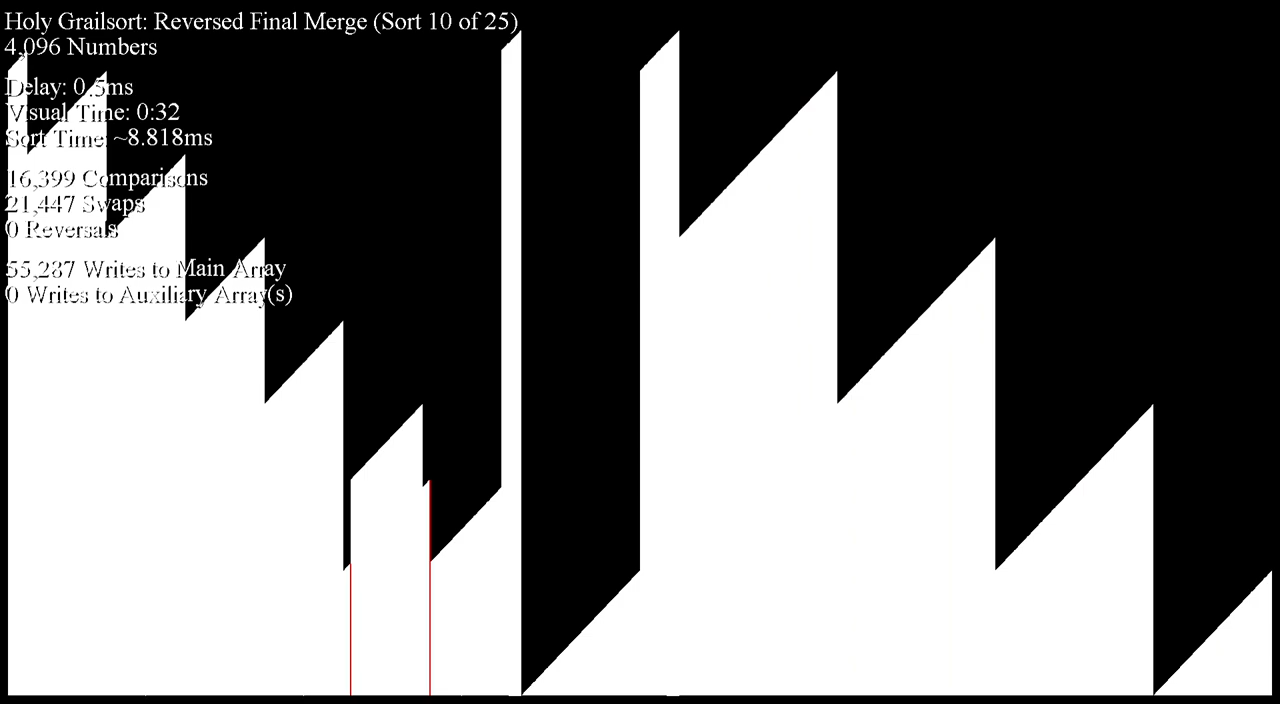 Holy Grailsort: Reversed Final Merge (Sort 10 of 25)
4,096 Numbers
Delay: 0.5ms
Visual Time: 0:32
Sort Time: ~8.818ms
16,399 Comparisons
21,447 Swaps
0 Reversals
55,287 Writes to Main Array
0 Writes to Auxiliary Array(s)